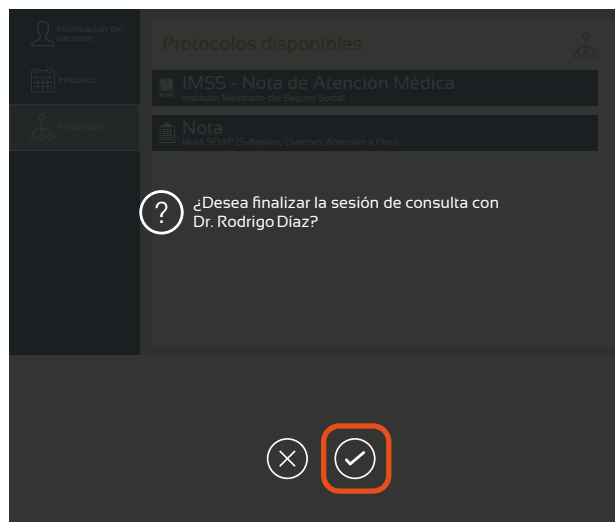 Información del
paciente
Histórico
Protocolos
Protocolos disponibles
IMSS - Nota de Atención Médica
Instituto Mexicano del Seguro Social
Nota
Nota SOAP (Subjetivo, Ovjetivo, Atención y Plan)
¿Desea finalizar la sesión de consulta con
Dr. Rodrigo Díaz?